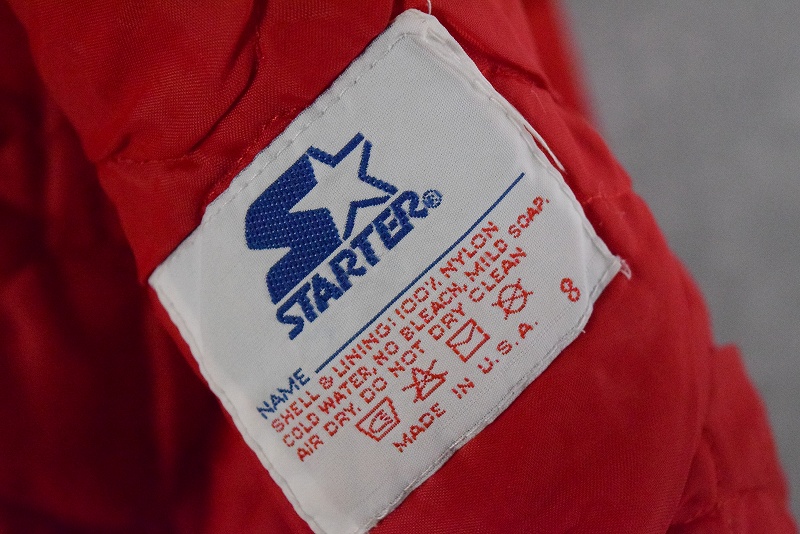 STARTER®
NAME
SHELL & LINING: 100% NYLON
COLD WATER, NO BLEACH, MILD SOAP.
AIR DRY. DO NOT DRY CLEAN
MADE IN U.S.A. 8